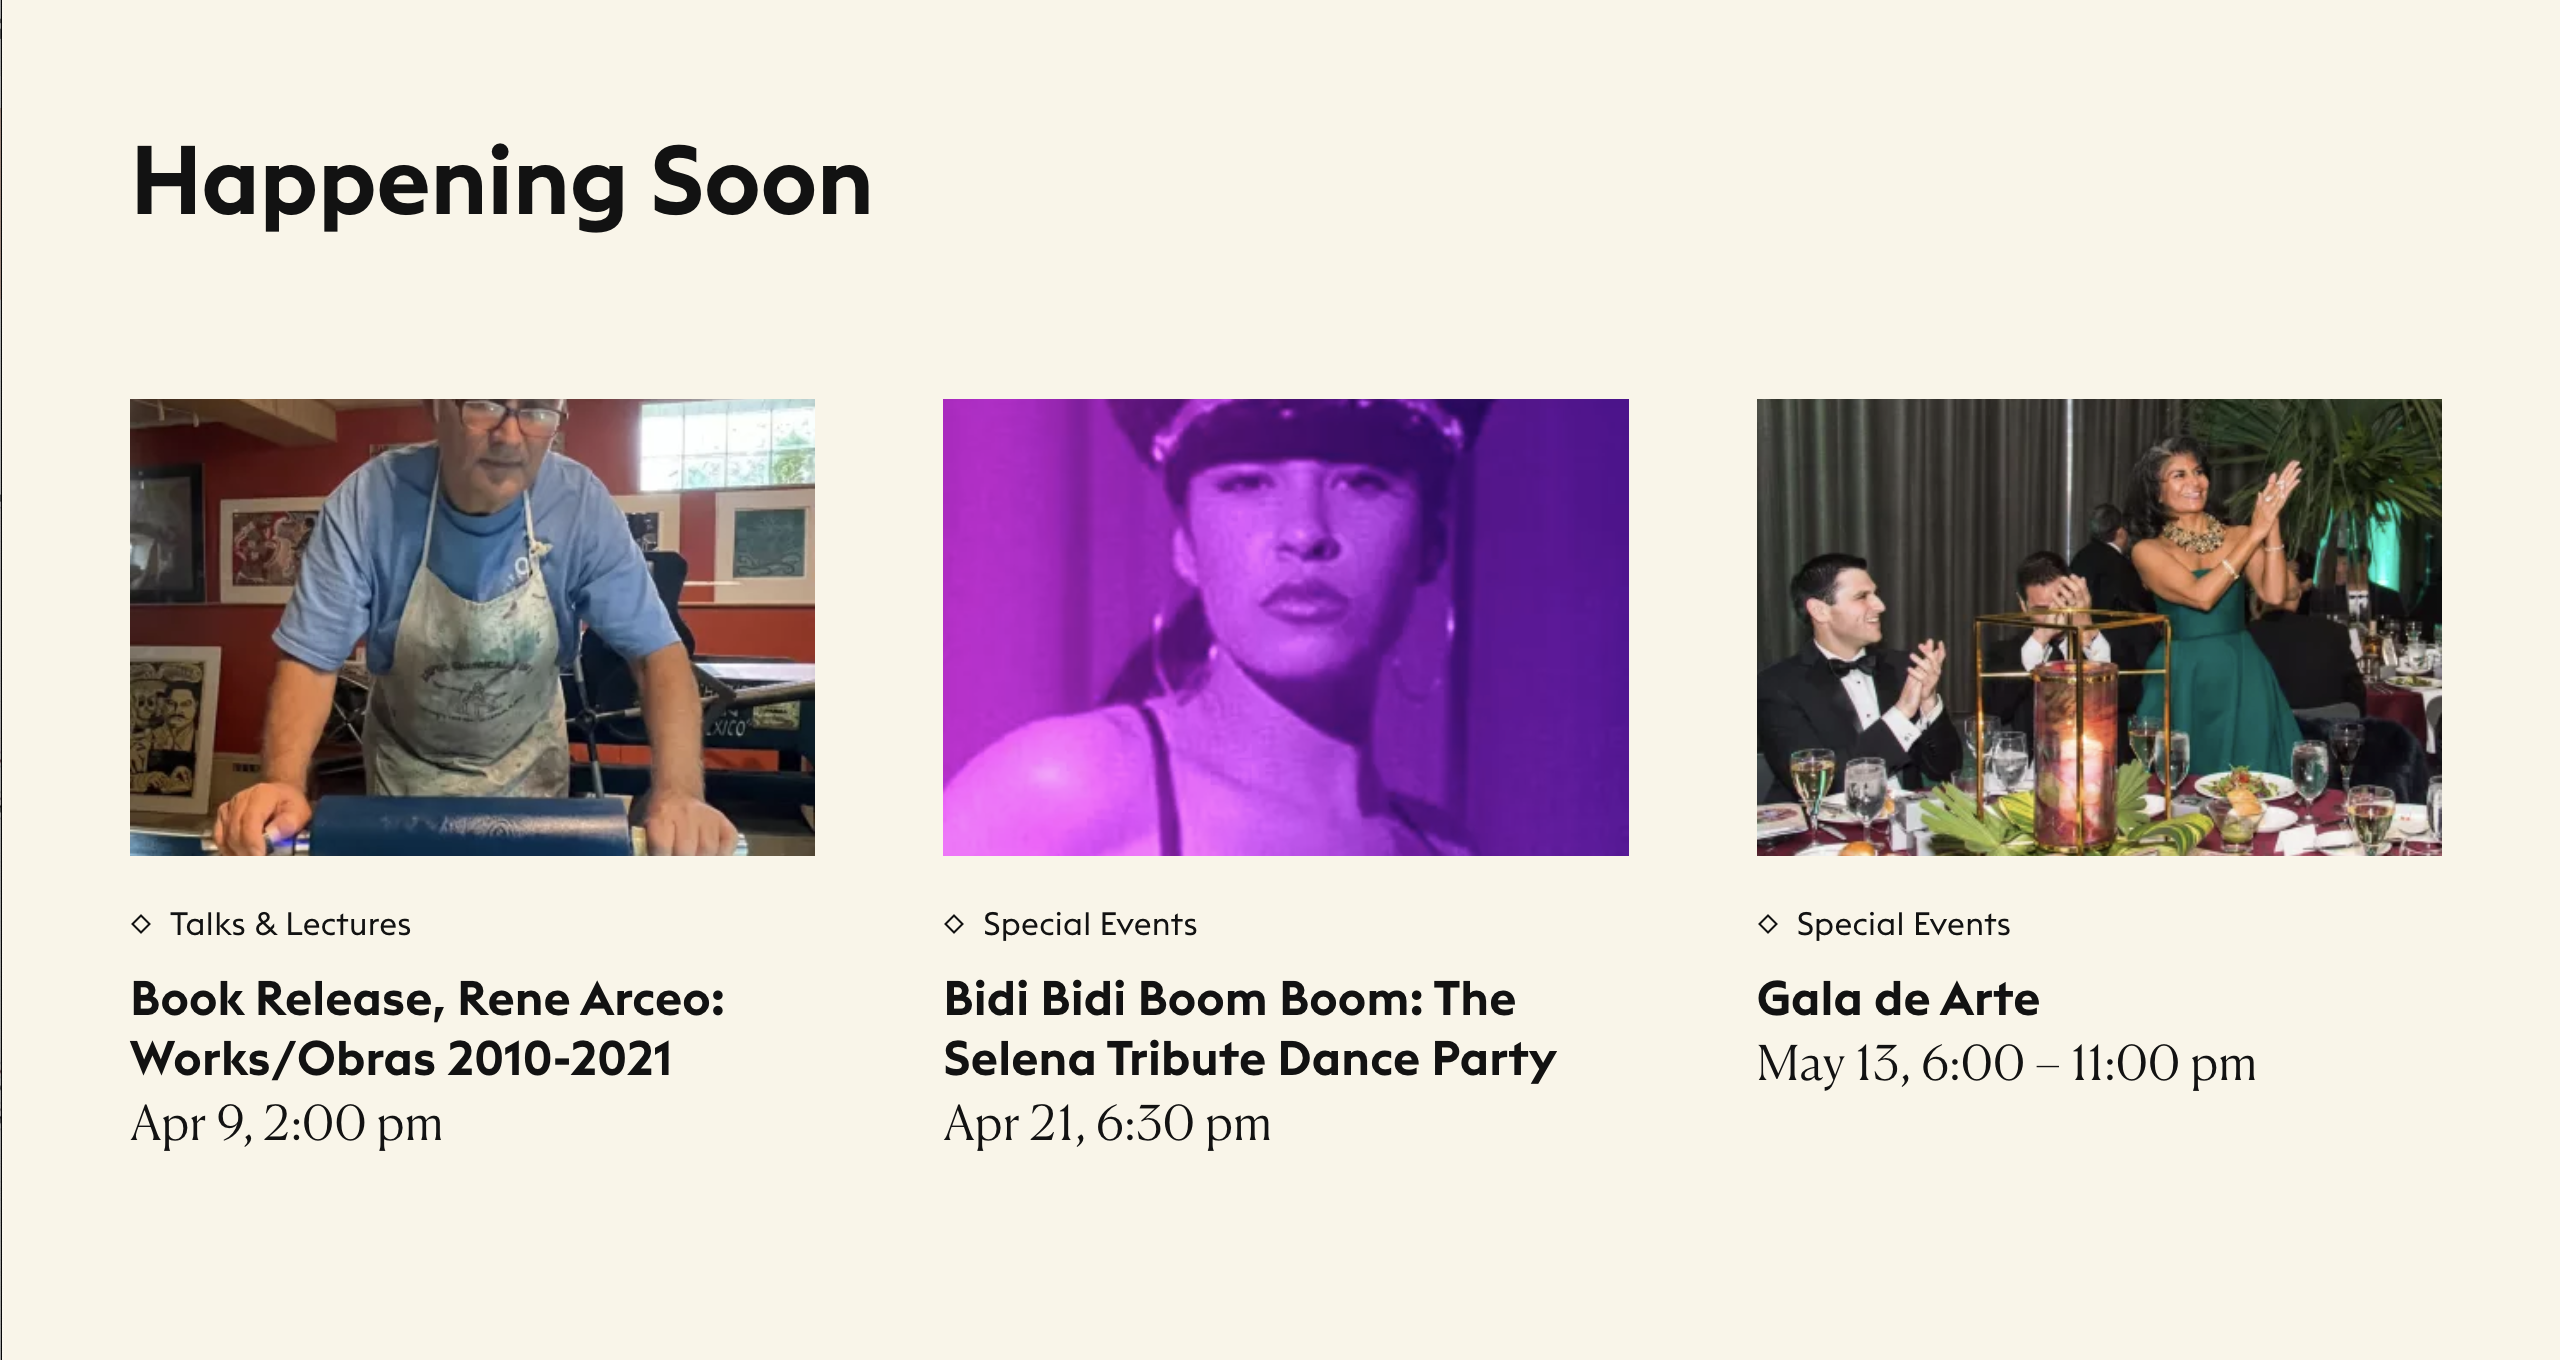 Happening Soon
Talks & Lectures
Book Release, Rene Arceo:
Works/Obras 2010-2021
Apr 9, 2:00 pm
Special Events
Bidi Bidi Boom Boom: The
Selena Tribute Dance Party
Apr 21, 6:30 pm
Special Events
Gala de Arte
May 13, 6:00 – 11:00 pm